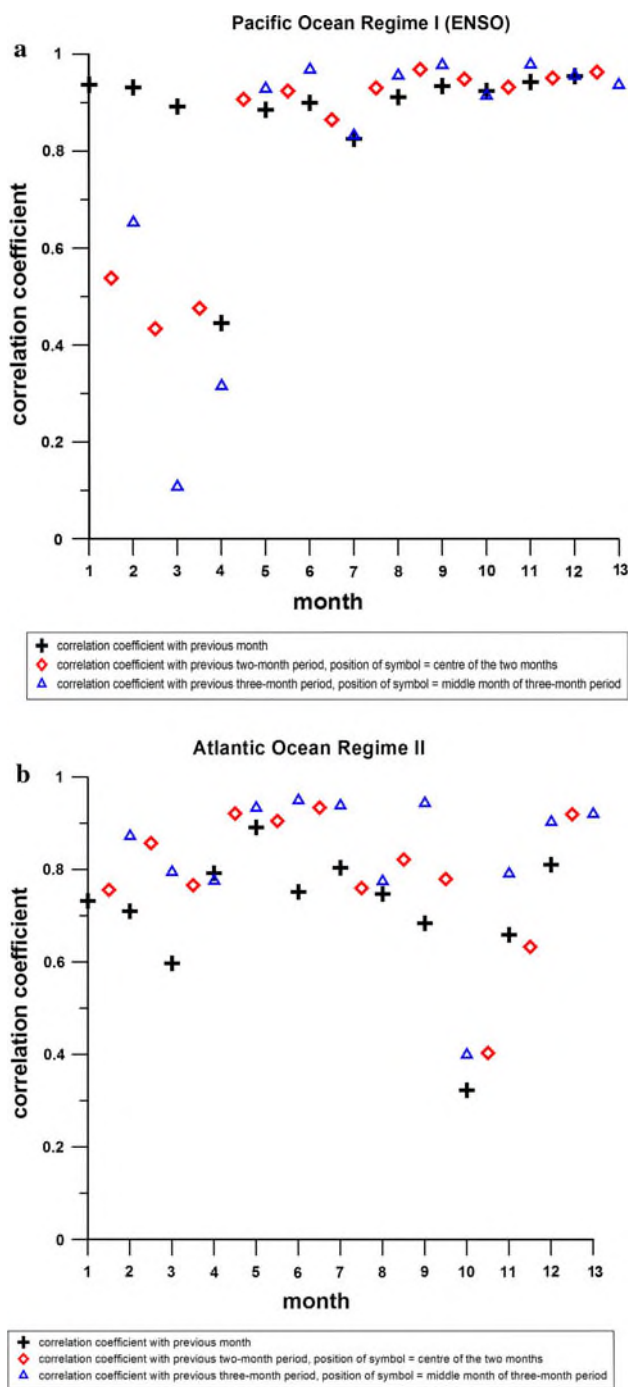 a
Pacific Ocean Regime I (ENSO)
1
0.8
0.6
0.4
0.2
0
correlation coefficient
1 2 3 4 5 6 7 8 9 10 11 12 13
month
correlation coefficient with previous month
correlation coefficient with previous two-month period, position of symbol = centre of the two months
correlation coefficient with previous three-month period, position of symbol = middle month of three-month period
b
Atlantic Ocean Regime II
1
0.8
0.6
0.4
0.2
0
correlation coefficient
1 2 3 4 5 6 7 8 9 10 11 12 13
month
correlation coefficient with previous month
correlation coefficient with previous two-month period, position of symbol = centre of the two months
correlation coefficient with previous three-month period, position of symbol = middle month of three-month period